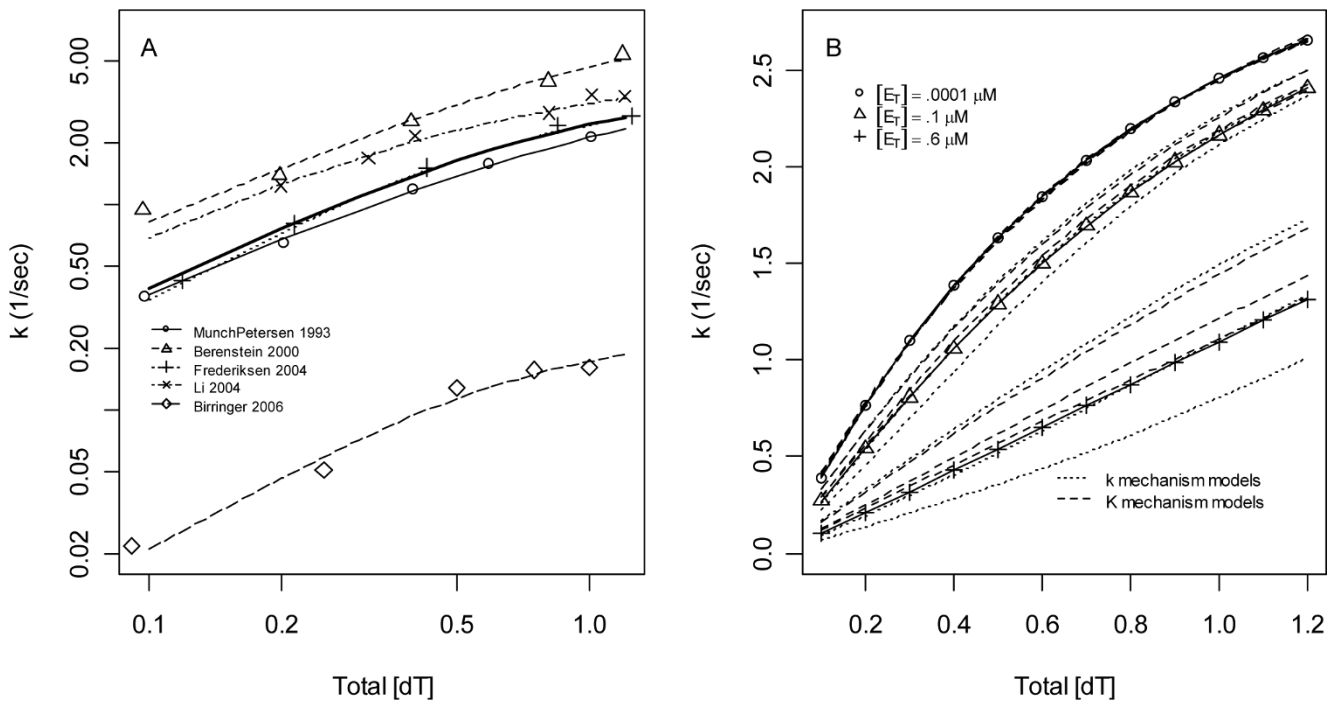 A
k (1/sec)
5.00
2.00
0.50
0.20
0.05
0.02
MunchPetersen 1993
Berenstein 2000
Frederiksen 2004
Li 2004
Birringer 2006
0.1 0.2 0.5 1.0
Total [dT]
B
k (1/sec)
2.5
2.0
1.5
1.0
0.5
0.0
[E_T] = .0001 μM
[E_T] = .1 μM
[E_T] = .6 μM
k mechanism models
K mechanism models
0.2 0.4 0.6 0.8 1.0 1.2
Total [dT]